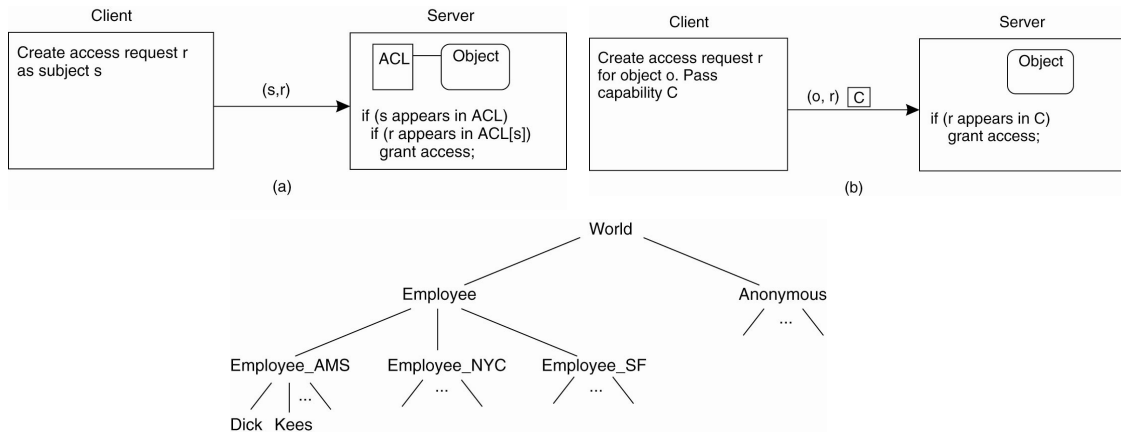 Client
Server
Create access request r
as subject s
(s,r)
ACL
Object
if (s appears in ACL)
if (r appears in ACL[s])
grant access;
(a)
Client
Server
Create access request r
for object o. Pass
capability C
(o, r) C
Object
if (r appears in C)
grant access;
(b)
World
Employee
Anonymous
...
Employee_AMS
Employee_NYC
Employee_SF
...
...
...
Dick Kees